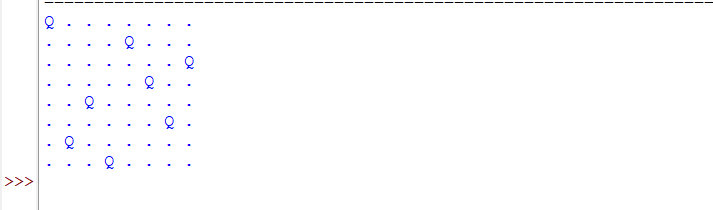 Q . . . . . . .
. . . . Q . . .
. . . . . . . Q
. . . . . Q . .
. . Q . . . . .
. . . . . . Q .
. Q . . . . . .
. . . Q . . . .
>>>